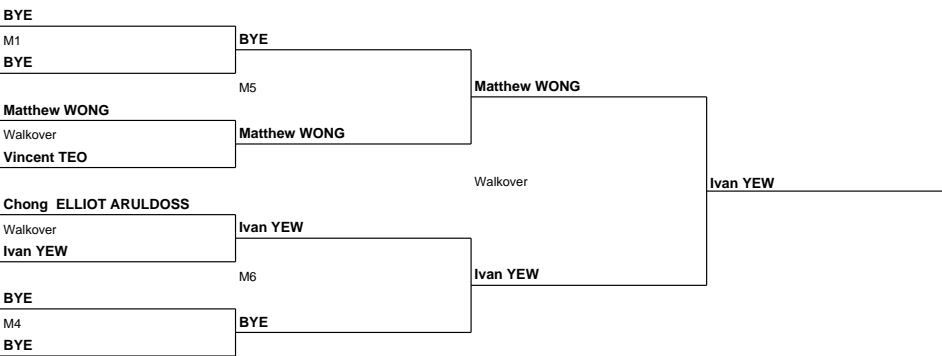 BYE
M1
BYE
BYE
M5
Matthew WONG
Matthew WONG
Walkover
Vincent TEO
Matthew WONG
Walkover
Ivan YEW
Chong  ELLIOT ARULDOSS
Walkover
Ivan YEW
Ivan YEW
M6
Ivan YEW
BYE
M4
BYE
BYE